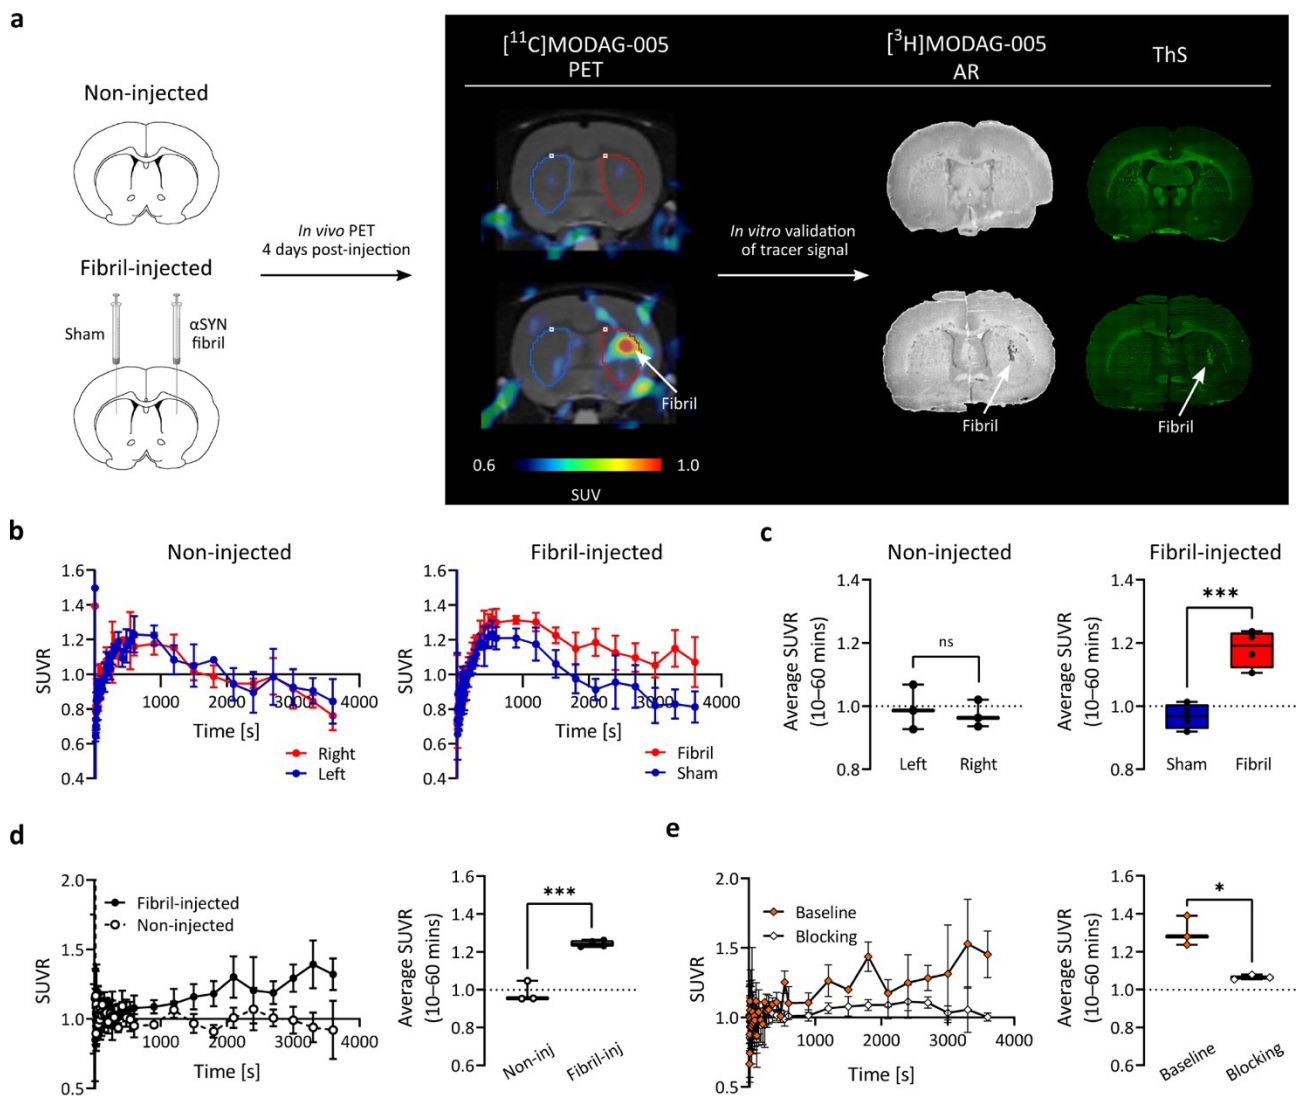 a
[¹¹C]MODAG-005
PET
[³H]MODAG-005
AR
ThS
Non-injected
In vivo PET
4 days post-injection
In vitro validation
of tracer signal
Fibril-injected
Sham
αSYN
fibril
Fibril
Fibril
Fibril
0.6
1.0
SUV
b
Non-injected
SUVR
1.6
1.4
1.2
1.0
0.8
0.6
0.4
1000
2000
3000
4000
Time [s]
Right
Left
Fibril-injected
SUVR
1.6
1.4
1.2
1.0
0.8
0.6
0.4
1000
2000
3000
4000
Time [s]
Fibril
Sham
c
Non-injected
Average SUVR
(10–60 mins)
1.4
1.2
1.0
0.8
ns
Left
Right
Fibril-injected
Average SUVR
(10–60 mins)
1.4
1.2
1.0
0.8
***
Sham
Fibril
d
SUVR
2.0
1.5
1.0
0.5
Fibril-injected
Non-injected
1000
2000
3000
4000
Time [s]
Average SUVR
(10–60 mins)
1.6
1.4
1.2
1.0
0.8
0.6
***
Non-inj
Fibril-inj
e
SUVR
2.0
1.5
1.0
0.5
Baseline
Blocking
1000
2000
3000
4000
Time [s]
Average SUVR
(10–60 mins)
1.6
1.4
1.2
1.0
0.8
0.6
*
Baseline
Blocking